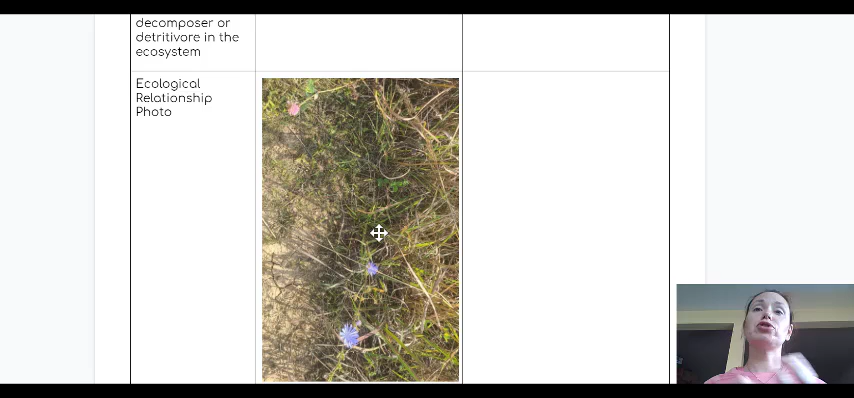 decomposer or
detritivore in the
ecosystem
Ecological
Relationship
Photo